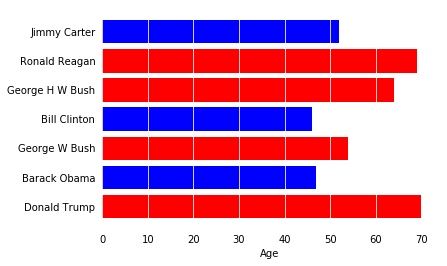 Jimmy Carter
Ronald Reagan
George H W Bush
Bill Clinton
George W Bush
Barack Obama
Donald Trump
0 10 20 30 40 50 60 70
Age